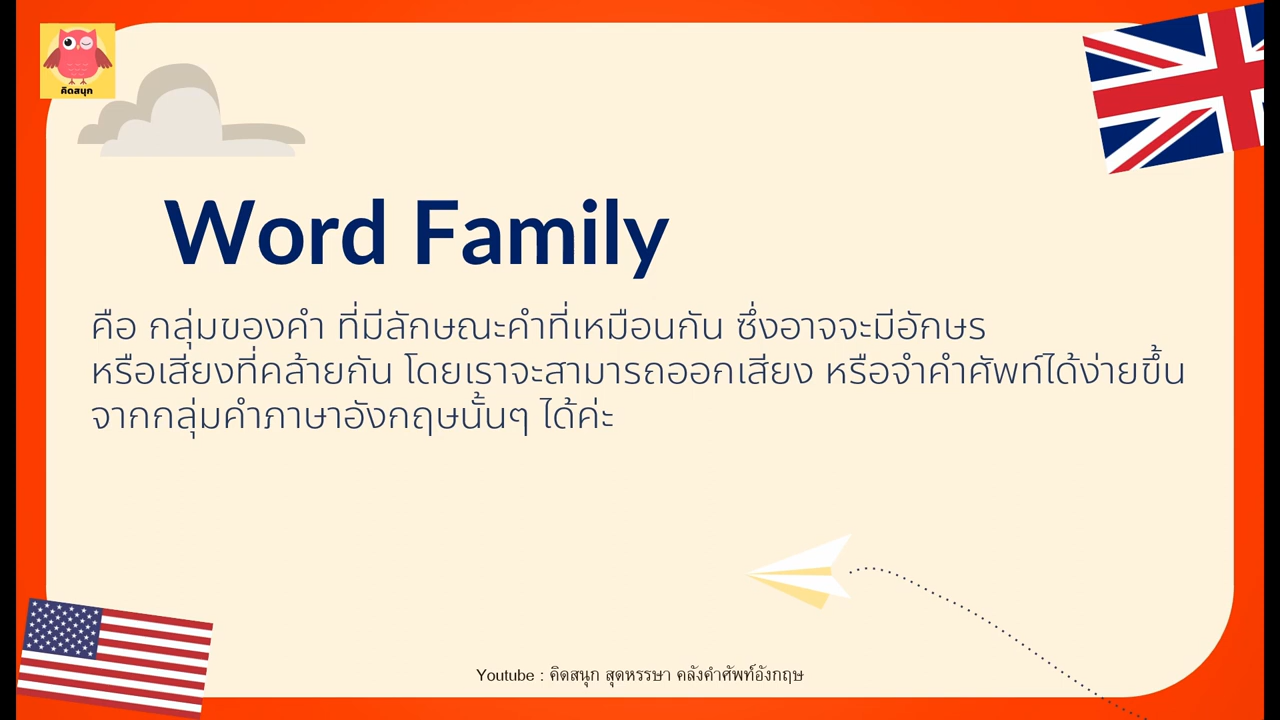 คิดสนุก
Word Family
คือ กลุ่มของคำ ที่มีลักษณะคำที่เหมือนกัน ซึ่งอาจจะมีอักษร
หรือเสียงที่คล้ายกัน โดยเราจะสามารถออกเสียง หรือจำคำศัพท์ได้ง่ายขึ้น
จากกลุ่มคำภาษาอังกฤษนั้นๆ ได้ค่ะ
Youtube : คิดสนุก สุดหรรษา คลังคำศัพท์อังกฤษ